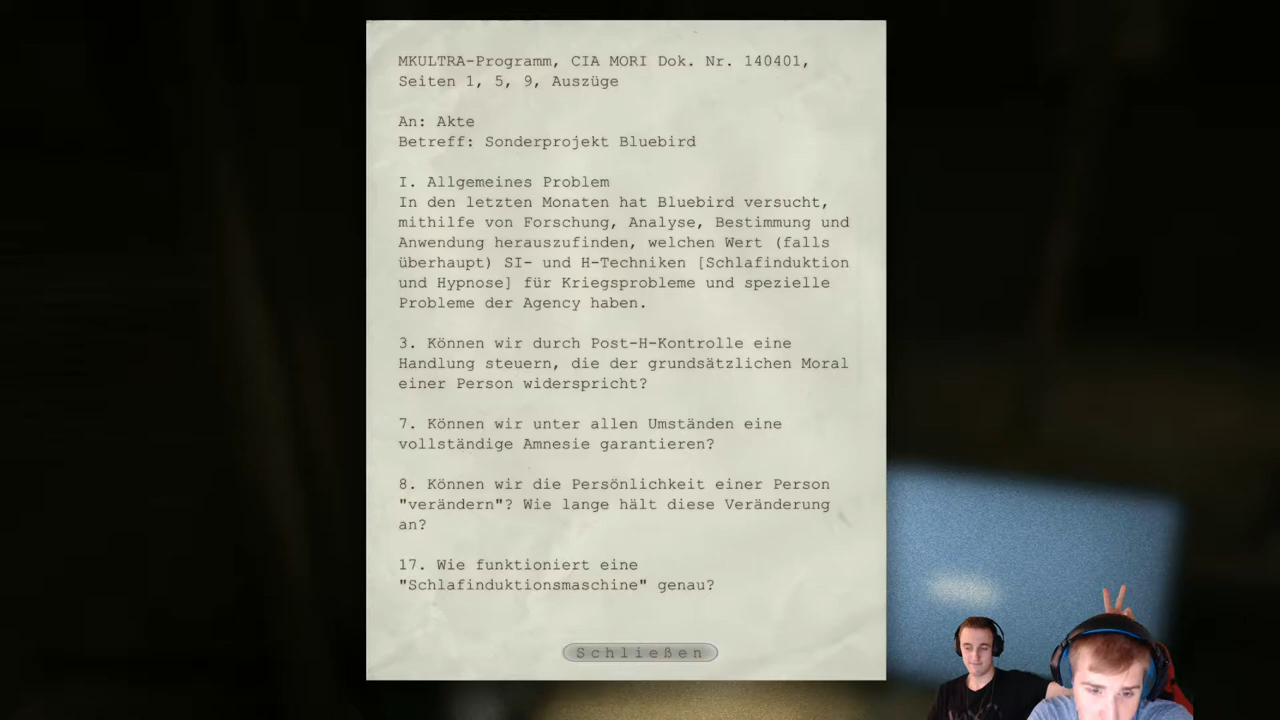 MKULTRA-Programm, CIA MORI Dok. Nr. 140401,
Seiten 1, 5, 9, Auszüge
An: Akte
Betreff: Sonderprojekt Bluebird
I. Allgemeines Problem
In den letzten Monaten hat Bluebird versucht,
mithilfe von Forschung, Analyse, Bestimmung und
Anwendung herauszufinden, welchen Wert (falls
überhaupt) SI- und H-Techniken [Schlafinduktion
und Hypnose] für Kriegsprobleme und spezielle
Probleme der Agency haben.
3. Können wir durch Post-H-Kontrolle eine
Handlung steuern, die der grundsätzlichen Moral
einer Person widerspricht?
7. Können wir unter allen Umständen eine
vollständige Amnesie garantieren?
8. Können wir die Persönlichkeit einer Person
"verändern"? Wie lange hält diese Veränderung
an?
17. Wie funktioniert eine
"Schlafinduktionsmaschine" genau?
Schließen